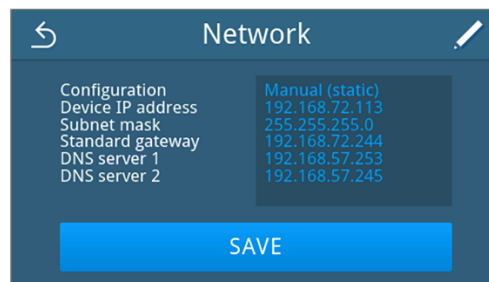 Network
Configuration Manual (static)
Device IP address 192.168.72.113
Subnet mask 255.255.255.0
Standard gateway 192.168.72.244
DNS server 1 192.168.57.253
DNS server 2 192.168.57.245
SAVE